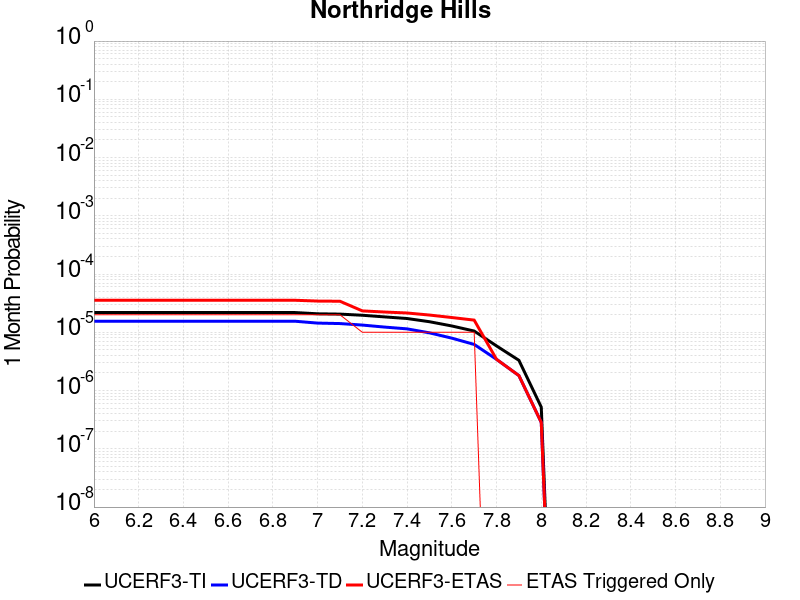 Northridge Hills
1 Month Probability
10^0
10^-1
10^-2
10^-3
10^-4
10^-5
10^-6
10^-7
10^-8
6 6.2 6.4 6.6 6.8 7 7.2 7.4 7.6 7.8 8 8.2 8.4 8.6 8.8 9
Magnitude
UCERF3-TI UCERF3-TD UCERF3-ETAS ETAS Triggered Only